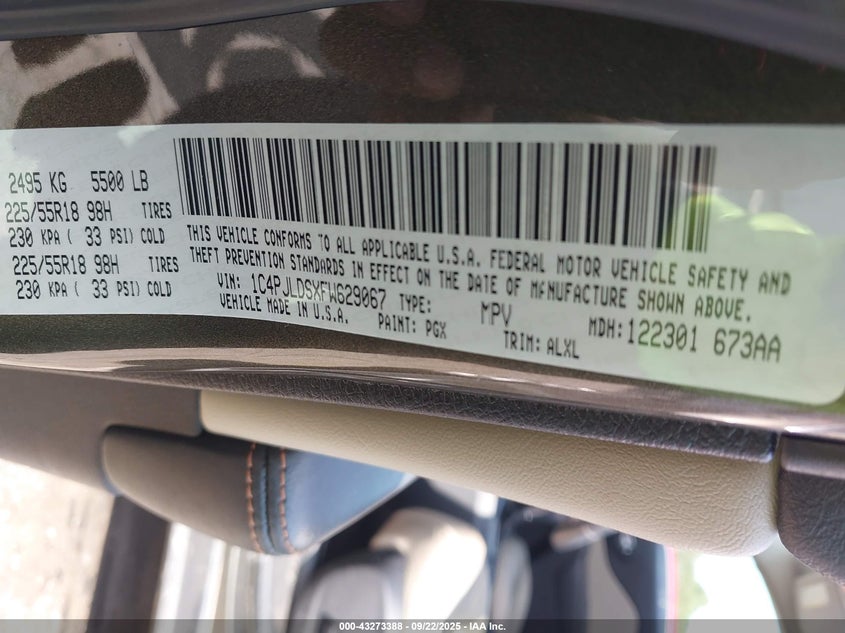 2495 KG 5500 LB
225/55R18 98H TIRES
230 KPA ( 33 PSI) COLD
225/55R18 98H TIRES
230 KPA ( 33 PSI) COLD
THIS VEHICLE CONFORMS TO ALL APPLICABLE U.S.A. FEDERAL MOTOR VEHICLE SAFETY AND
THEFT PREVENTION STANDARDS IN EFFECT ON THE DATE OF MANUFACTURE SHOWN ABOVE.
VIN: 1C4PJLDSXFW629067 TYPE: MPV MDH:122301 673AA
VEHICLE MADE IN U.S.A. PAINT: PGX TRIM: ALXL
000-43273388 - 09/22/2025 - IAA Inc.